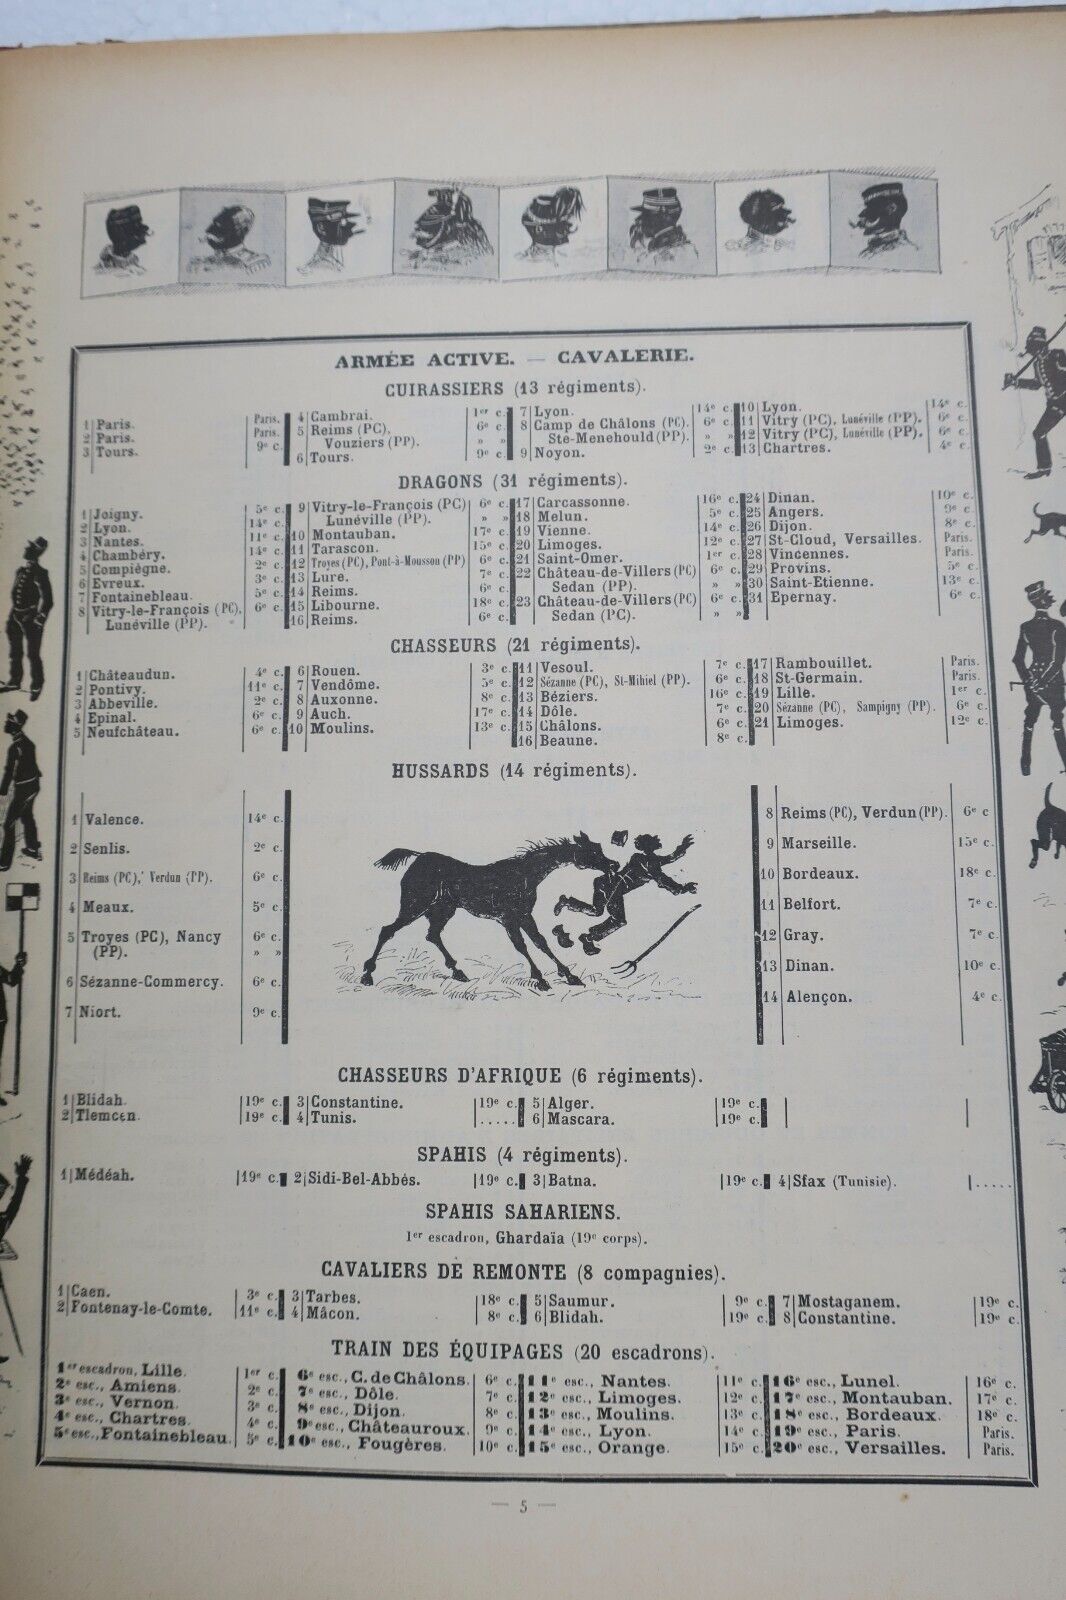 ARMÉE ACTIVE. — CAVALERIE.
CUIRASSIERS (13 régiments).
1 Paris. Paris.
2 Paris. Paris.
3 Tours. 9e c.
4 Cambrai. 1er c.
5 Reims (PC), 6e c.
Vouziers (PP). » »
6 Tours. 9e c.
7 Lyon. 14e c.
8 Camp de Châlons (PC). 6e c.
Ste-Menehould (PP). » »
9 Noyon. 2e c.
10 Lyon. 14e c.
11 Vitry (PC), Lunéville (PP). 6e c.
12 Vitry (PC), Lunéville (PP). 6e c.
13 Chartres. 4e c.
DRAGONS (31 régiments).
1 Joigny. 5e c.
2 Lyon. 14e c.
3 Nantes. 11e c.
4 Chambéry. 14e c.
5 Compiègne. 2e c.
6 Evreux. 3e c.
7 Fontainebleau. 5e c.
8 Vitry-le-François (PC), 6e c.
Lunéville (PP).
9 Vitry-le-François (PC) 6e c.
Lunéville (PP). » »
10 Montauban. 17e c.
11 Tarascon. 15e c.
12 Troyes (PC), Pont-à-Mousson (PP) 6e c.
13 Lure. 7e c.
14 Reims. 6e c.
15 Libourne. 18e c.
16 Reims. 6e c.
17 Carcassonne. 16e c.
18 Melun. 5e c.
19 Vienne. 14e c.
20 Limoges. 12e c.
21 Saint-Omer. 1er c.
22 Château-de-Villers (PC) 6e c.
Sedan (PP). » »
23 Château-de-Villers (PC) 6e c.
Sedan (PC). » »
24 Dinan. 10e c.
25 Angers. 9e c.
26 Dijon. 8e c.
27 St-Cloud, Versailles. Paris.
28 Vincennes. Paris.
29 Provins. 5e c.
30 Saint-Etienne. 13e c.
31 Epernay. 6e c.
CHASSEURS (21 régiments).
1 Châteaudun. 4e c.
2 Pontivy. 11e c.
3 Abbeville. 2e c.
4 Epinal. 6e c.
5 Neufchâteau. 6e c.
6 Rouen. 3e c.
7 Vendôme. 5e c.
8 Auxonne. 8e c.
9 Auch. 17e c.
10 Moulins. 13e c.
11 Vesoul. 7e c.
12 Sézanne (PC), St-Mihiel (PP). 6e c.
13 Béziers. 16e c.
14 Dôle. 7e c.
15 Châlons. 6e c.
16 Beaune. 8e c.
17 Rambouillet. Paris.
18 St-Germain. Paris.
19 Lille. 1er c.
20 Sézanne (PC), Sampigny (PP). 6e c.
21 Limoges. 12e c.
HUSSARDS (14 régiments).
1 Valence. 14e c.
2 Senlis. 2e c.
3 Reims (PC), Verdun (PP). 6e c.
4 Meaux. 5e c.
5 Troyes (PC), Nancy 6e c.
(PP). » »
6 Sézanne-Commercy. 6e c.
7 Niort. 9e c.
8 Reims (PC), Verdun (PP). 6e c
9 Marseille. 15e c.
10 Bordeaux. 18e c.
11 Belfort. 7e c.
12 Gray. 7e c.
13 Dinan. 10e c.
14 Alençon. 4e c.
CHASSEURS D'AFRIQUE (6 régiments).
1 Blidah. 19e c.
2 Tlemcen. 19e c.
3 Constantine. 19e c.
4 Tunis. .....
5 Alger. 19e c.
6 Mascara. 19e c.
SPAHIS (4 régiments).
1 Médéah. 19e c.
2 Sidi-Bel-Abbés. 19e c.
3 Batna. 19e c.
4 Sfax (Tunisie). .....
SPAHIS SAHARIENS.
1er escadron, Ghardaïa (19e corps).
CAVALIERS DE REMONTE (8 compagnies).
1 Caen. 3e c.
2 Fontenay-le-Comte. 11e c.
3 Tarbes. 18e c.
4 Mâcon. 8e c.
5 Saumur. 9e c.
6 Blidah. 19e c.
7 Mostaganem. 19e c.
8 Constantine. 19e c.
TRAIN DES ÉQUIPAGES (20 escadrons).
1er escadron, Lille. 1er c.
2e esc., Amiens. 2e c.
3e esc., Vernon. 3e c.
4e esc., Chartres. 4e c.
5e esc., Fontainebleau. 5e c.
6e esc., C. de Châlons. 6e c.
7e esc., Dôle. 7e c.
8e esc., Dijon. 8e c.
9e esc., Châteauroux. 9e c.
10e esc., Fougères. 10e c.
11e esc., Nantes. 11e c.
12e esc., Limoges. 12e c.
13e esc., Moulins. 13e c.
14e esc., Lyon. 14e c.
15e esc., Orange. 15e c.
16e esc., Lunel. 16e c.
17e esc., Montauban. 17e c.
18e esc., Bordeaux. 18e c.
19e esc., Paris. Paris.
20e esc., Versailles. Paris.
— 5 —